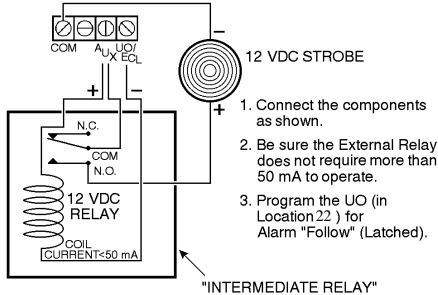 COM AUX UO/ECL
−
12 VDC STROBE
+ −
+
N.C.
COM
N.O.
12 VDC
RELAY
COIL
CURRENT<50 mA
"INTERMEDIATE RELAY"
1. Connect the components
as shown.
2. Be sure the External Relay
does not require more than
50 mA to operate.
3. Program the UO (in
Location 22 ) for
Alarm "Follow" (Latched).